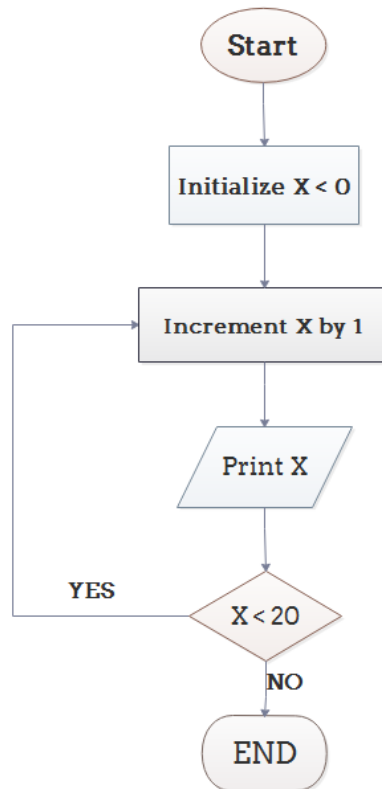 Start
Initialize X < 0
Increment X by 1
Print X
YES
X < 20
NO
END